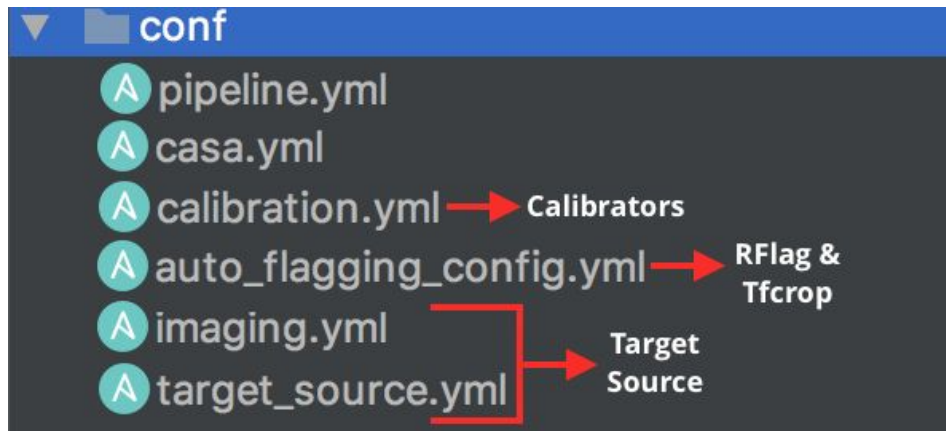 conf
pipeline.yml
casa.yml
calibration.yml
Calibrators
auto_flagging_config.yml
RFlag &
Tfcrop
imaging.yml
target_source.yml
Target
Source